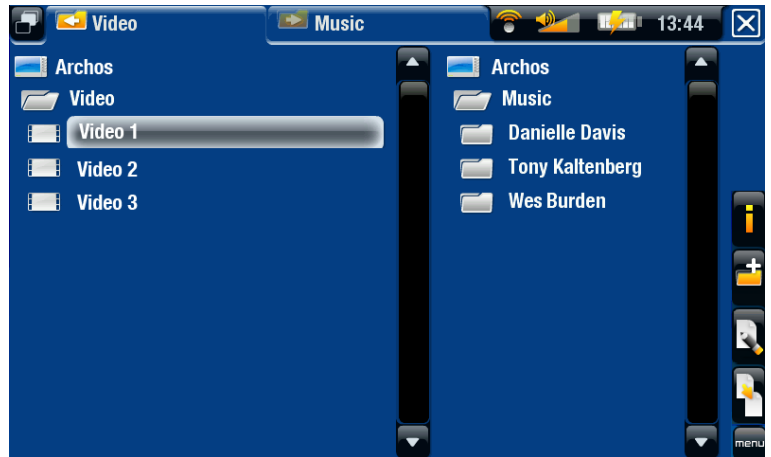 Video
Music
13:44
Archos
Video
Video 1
Video 2
Video 3
Archos
Music
Danielle Davis
Tony Kaltenberg
Wes Burden
menu